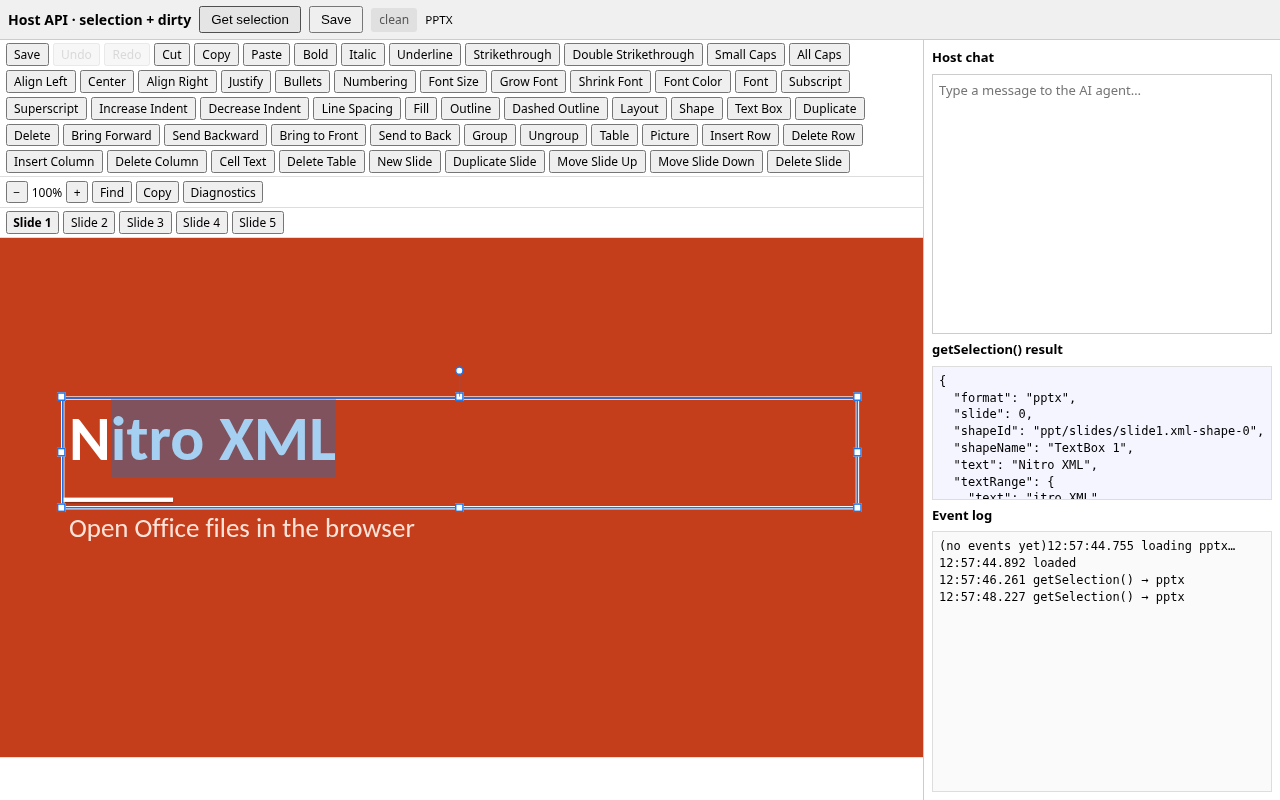 Host API · selection + dirty Get selection Save clean PPTX
Save Undo Redo Cut Copy Paste Bold Italic Underline Strikethrough Double Strikethrough Small Caps All Caps
Align Left Center Align Right Justify Bullets Numbering Font Size Grow Font Shrink Font Font Color Font Subscript
Superscript Increase Indent Decrease Indent Line Spacing Fill Outline Dashed Outline Layout Shape Text Box Duplicate
Delete Bring Forward Send Backward Bring to Front Send to Back Group Ungroup Table Picture Insert Row Delete Row
Insert Column Delete Column Cell Text Delete Table New Slide Duplicate Slide Move Slide Up Move Slide Down Delete Slide
− 100% + Find Copy Diagnostics
Slide 1 Slide 2 Slide 3 Slide 4 Slide 5
Nitro XML
Open Office files in the browser
Host chat
Type a message to the AI agent…
getSelection() result
{
"format": "pptx",
"slide": 0,
"shapeId": "ppt/slides/slide1.xml-shape-0",
"shapeName": "TextBox 1",
"text": "Nitro XML",
"textRange": {
"text": "itro XML"
Event log
(no events yet)12:57:44.755 loading pptx…
12:57:44.892 loaded
12:57:46.261 getSelection() → pptx
12:57:48.227 getSelection() → pptx